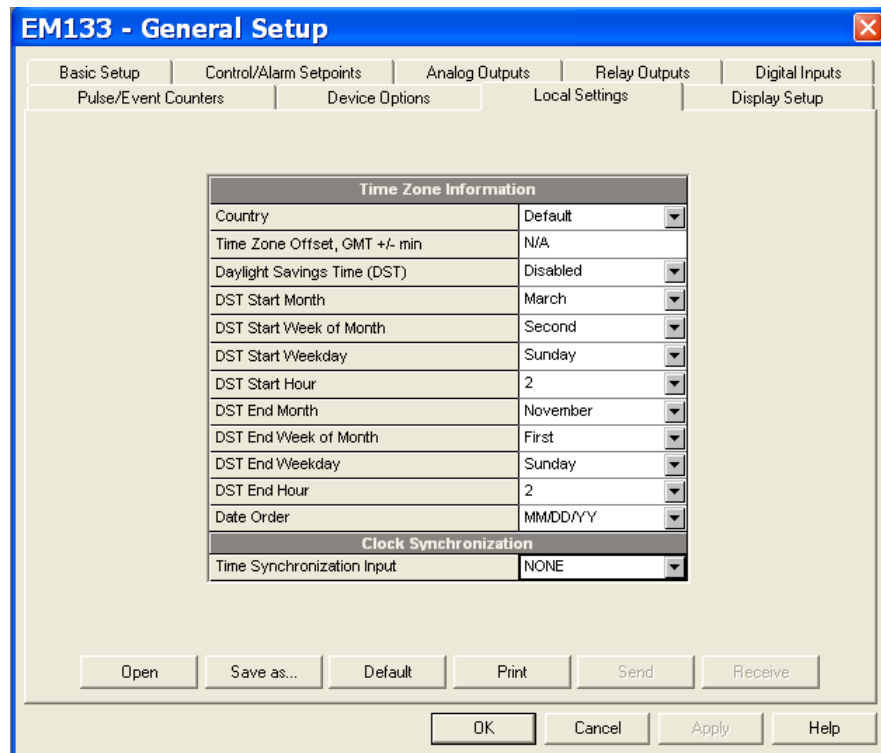 EM133 - General Setup
Basic Setup Control/Alarm Setpoints Analog Outputs Relay Outputs Digital Inputs
Pulse/Event Counters Device Options Local Settings Display Setup
Time Zone Information
Country Default
Time Zone Offset, GMT +/- min N/A
Daylight Savings Time (DST) Disabled
DST Start Month March
DST Start Week of Month Second
DST Start Weekday Sunday
DST Start Hour 2
DST End Month November
DST End Week of Month First
DST End Weekday Sunday
DST End Hour 2
Date Order MM/DD/YY
Clock Synchronization
Time Synchronization Input NONE
Open Save as... Default Print Send Receive
OK Cancel Apply Help